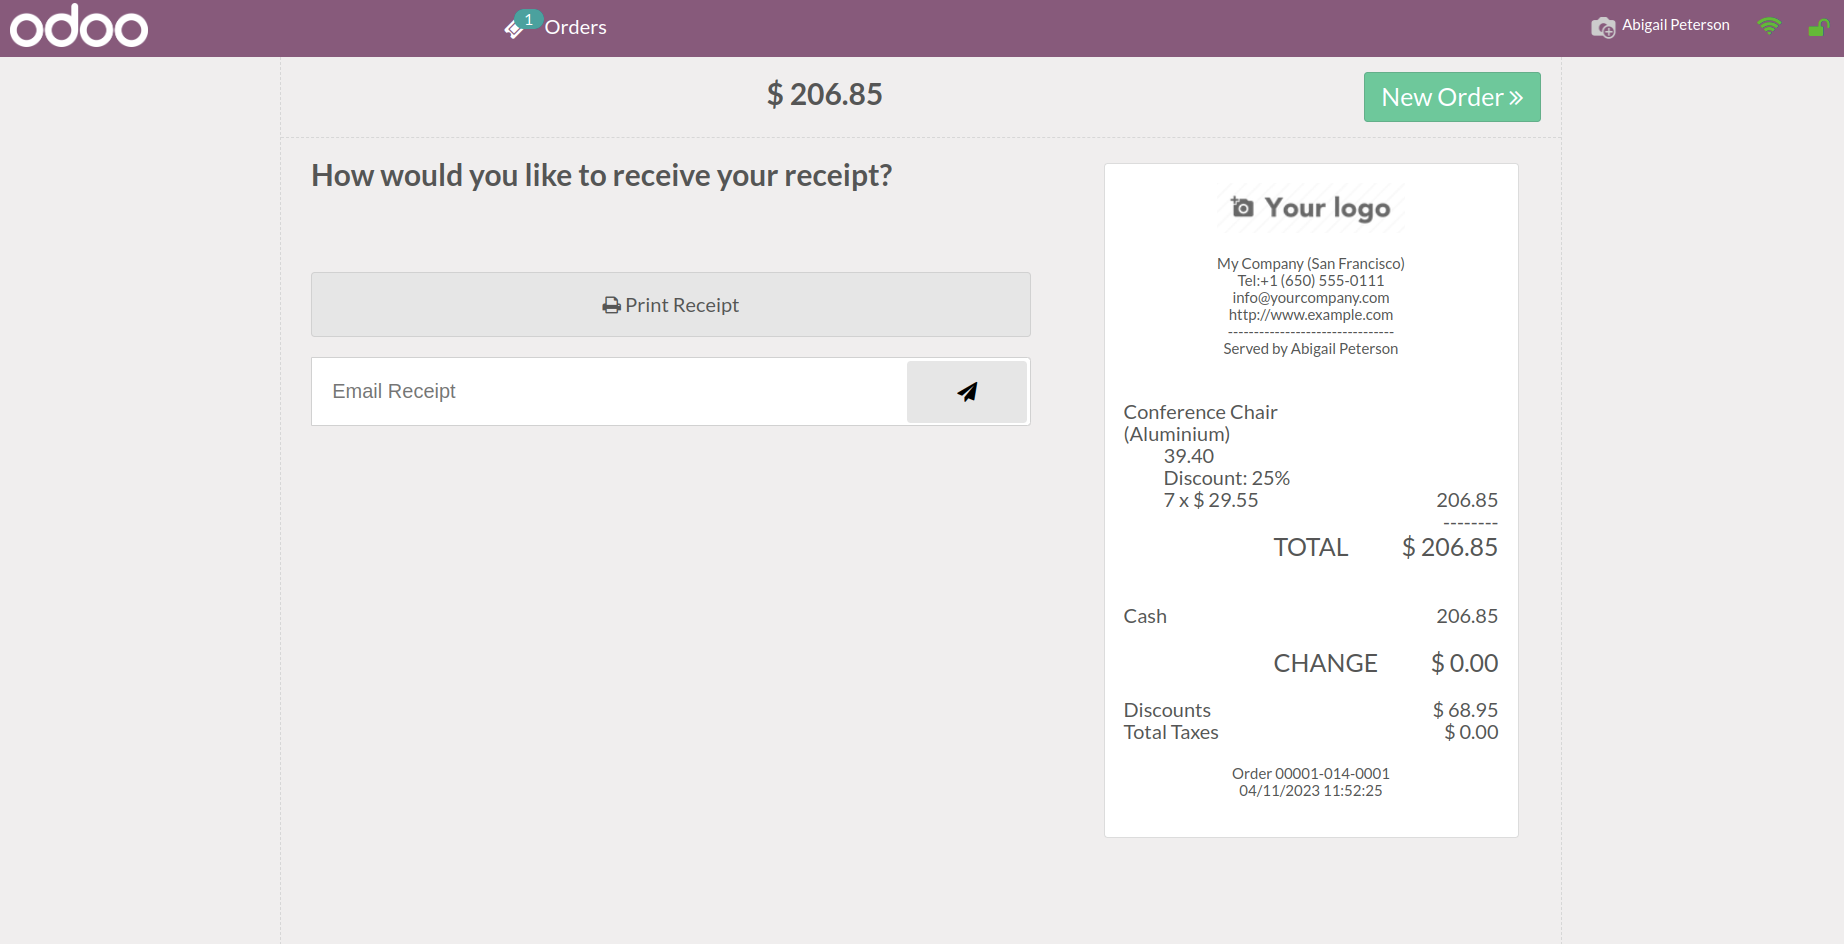 odoo
1
Orders
Abigail Peterson
$ 206.85
New Order »
How would you like to receive your receipt?
Print Receipt
Email Receipt
Your logo
My Company (San Francisco)
Tel:+1 (650) 555-0111
info@yourcompany.com
http://www.example.com
--------------------------------
Served by Abigail Peterson
Conference Chair
(Aluminium)
39.40
Discount: 25%
7 x $ 29.55 206.85
--------
TOTAL $ 206.85
Cash 206.85
CHANGE $ 0.00
Discounts $ 68.95
Total Taxes $ 0.00
Order 00001-014-0001
04/11/2023 11:52:25